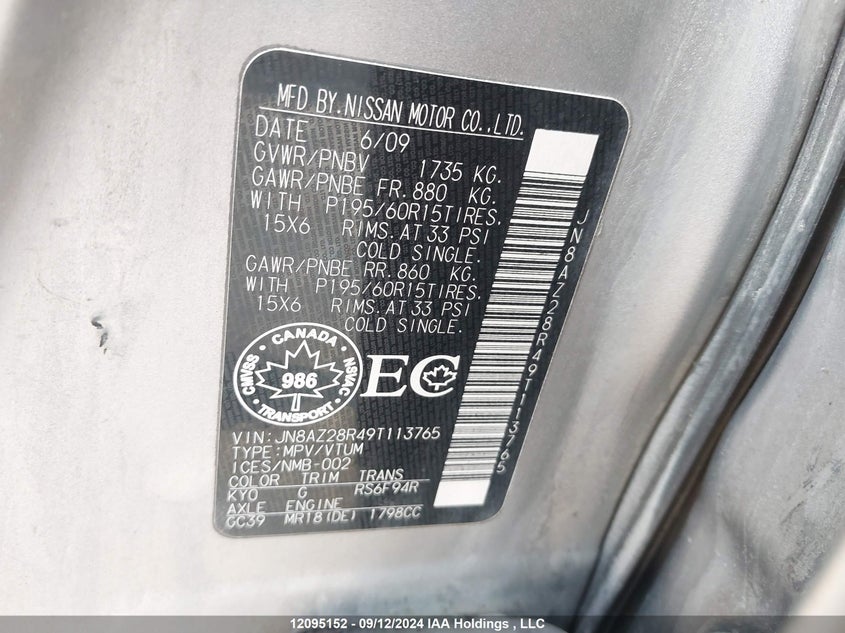 MFD BY.NISSAN MOTOR CO.,LTD.
DATE 6/09
GVWR/PNBV 1735 KG.
GAWR/PNBE FR. 880 KG.
WITH P195/60R15TIRES.
15X6 RIMS. AT 33 PSI
COLD SINGLE.
GAWR/PNBE RR. 860 KG.
WITH P195/60R15TIRES.
15X6 RIMS. AT 33 PSI
COLD SINGLE.
CANADA
CMVSS NSVAC
986
TRANSPORT
EC
VIN:JN8AZ28R49T113765
TYPE:MPV/VTUM
ICES/NMB-002
COLOR TRIM TRANS
KYO G RS6F94R
AXLE ENGINE
GC39 MR18(DE) 1798CC
JN8AZ28R49T113765
12095152 - 09/12/2024 IAA Holdings , LLC